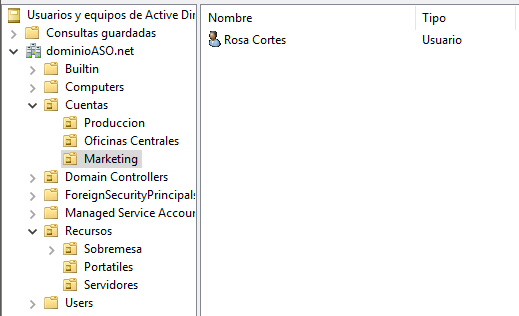 Usuarios y equipos de Active Dir
Consultas guardadas
dominioASO.net
Builtin
Computers
Cuentas
Produccion
Oficinas Centrales
Marketing
Domain Controllers
ForeignSecurityPrincipals
Managed Service Accour
Recursos
Sobremesa
Portatiles
Servidores
Users
Nombre Tipo
Rosa Cortes Usuario